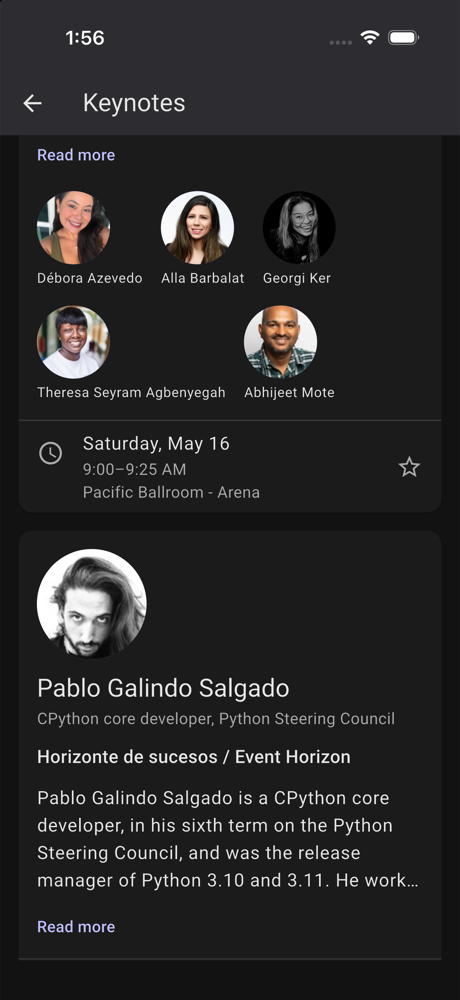 1:56
Keynotes
Read more
Débora Azevedo
Alla Barbalat
Georgi Ker
Theresa Seyram Agbenyegah
Abhijeet Mote
Saturday, May 16
9:00–9:25 AM
Pacific Ballroom - Arena
Pablo Galindo Salgado
CPython core developer, Python Steering Council
Horizonte de sucesos / Event Horizon
Pablo Galindo Salgado is a CPython core
developer, in his sixth term on the Python
Steering Council, and was the release
manager of Python 3.10 and 3.11. He work…
Read more